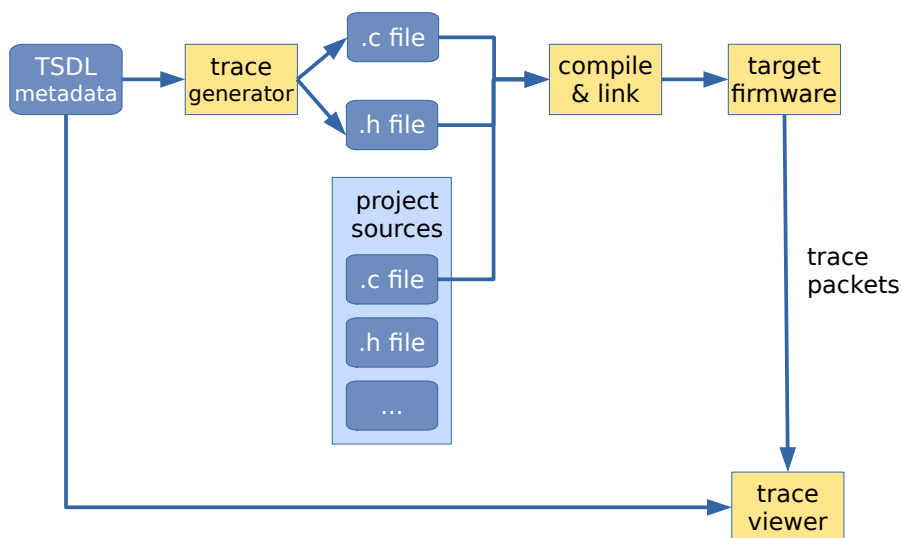 TSDL
metadata
trace
generator
.c file
.h file
compile
& link
target
firmware
project
sources
.c file
.h file
...
trace
packets
trace
viewer